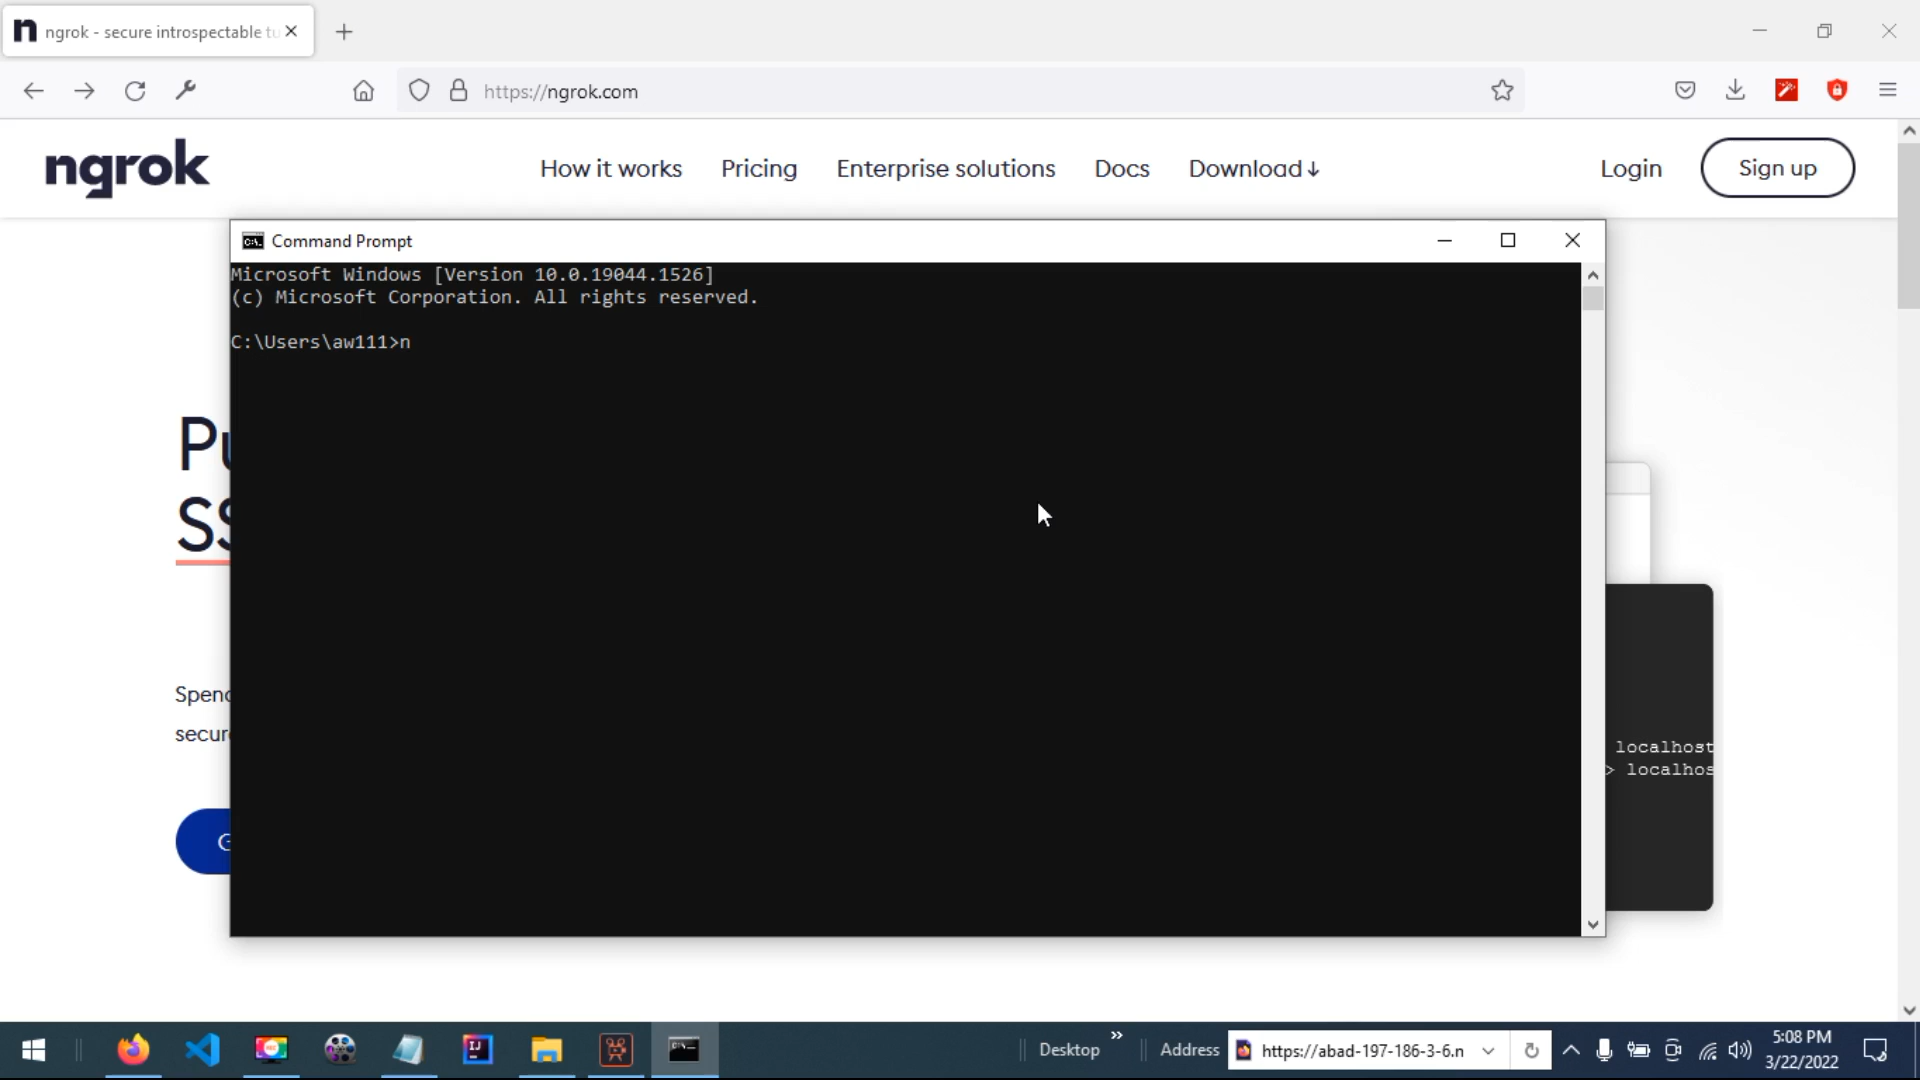 ngrok - secure introspectable tu
https://ngrok.com
ngrok
How it works
Pricing
Enterprise solutions
Docs
Download ↓
Login
Sign up
Command Prompt
Microsoft Windows [Version 10.0.19044.1526]
(c) Microsoft Corporation. All rights reserved.
C:\Users\aw111>n
Pu
SS
Spend
secure
localhost
> localhos
Desktop
Address
https://abad-197-186-3-6.n
5:08 PM
3/22/2022